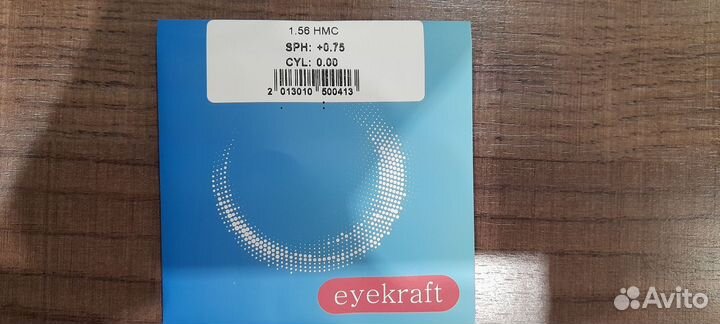 1.56 HMC
SPH: +0.75
CYL: 0.00
2 013010 500413
eyekraft
Avito